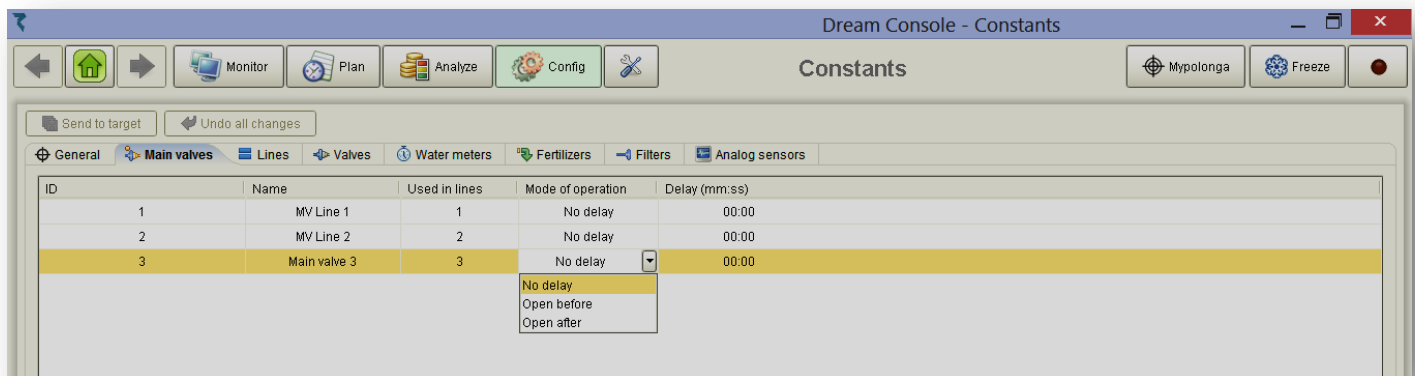 Dream Console - Constants
Monitor Plan Analyze Config Constants Mypolonga Freeze
Send to target Undo all changes
General Main valves Lines Valves Water meters Fertilizers Filters Analog sensors
ID Name Used in lines Mode of operation Delay (mm:ss)
1 MV Line 1 1 No delay 00:00
2 MV Line 2 2 No delay 00:00
3 Main valve 3 3 No delay 00:00
No delay
Open before
Open after